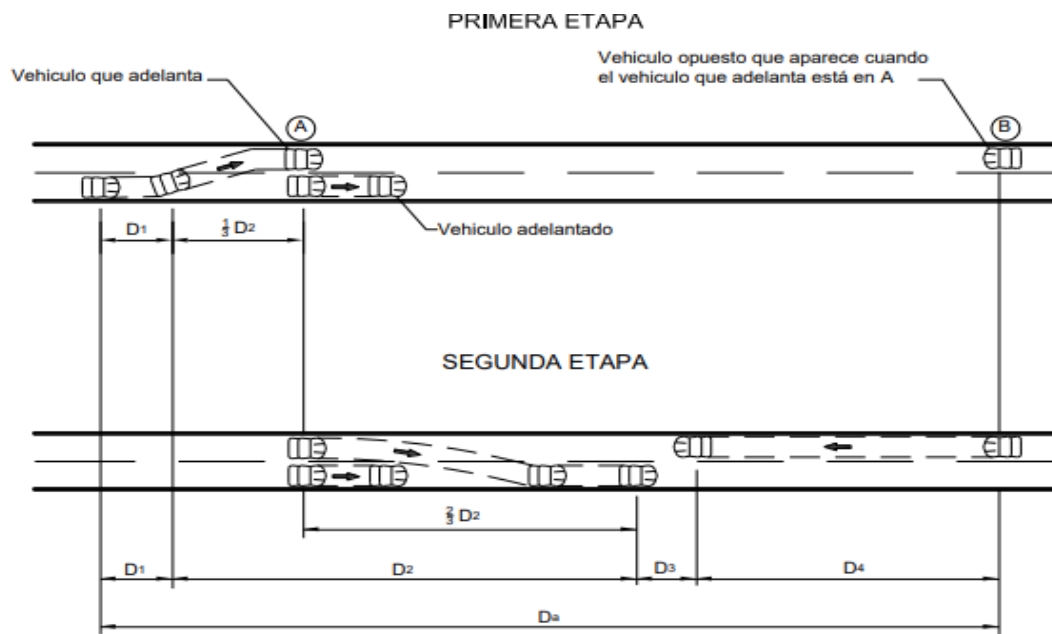 PRIMERA ETAPA
Vehiculo que adelanta
Vehiculo opuesto que aparece cuando
el vehiculo que adelanta está en A
A
B
D1
1/3 D2
Vehiculo adelantado
SEGUNDA ETAPA
2/3 D2
D1
D2
D3
D4
Da